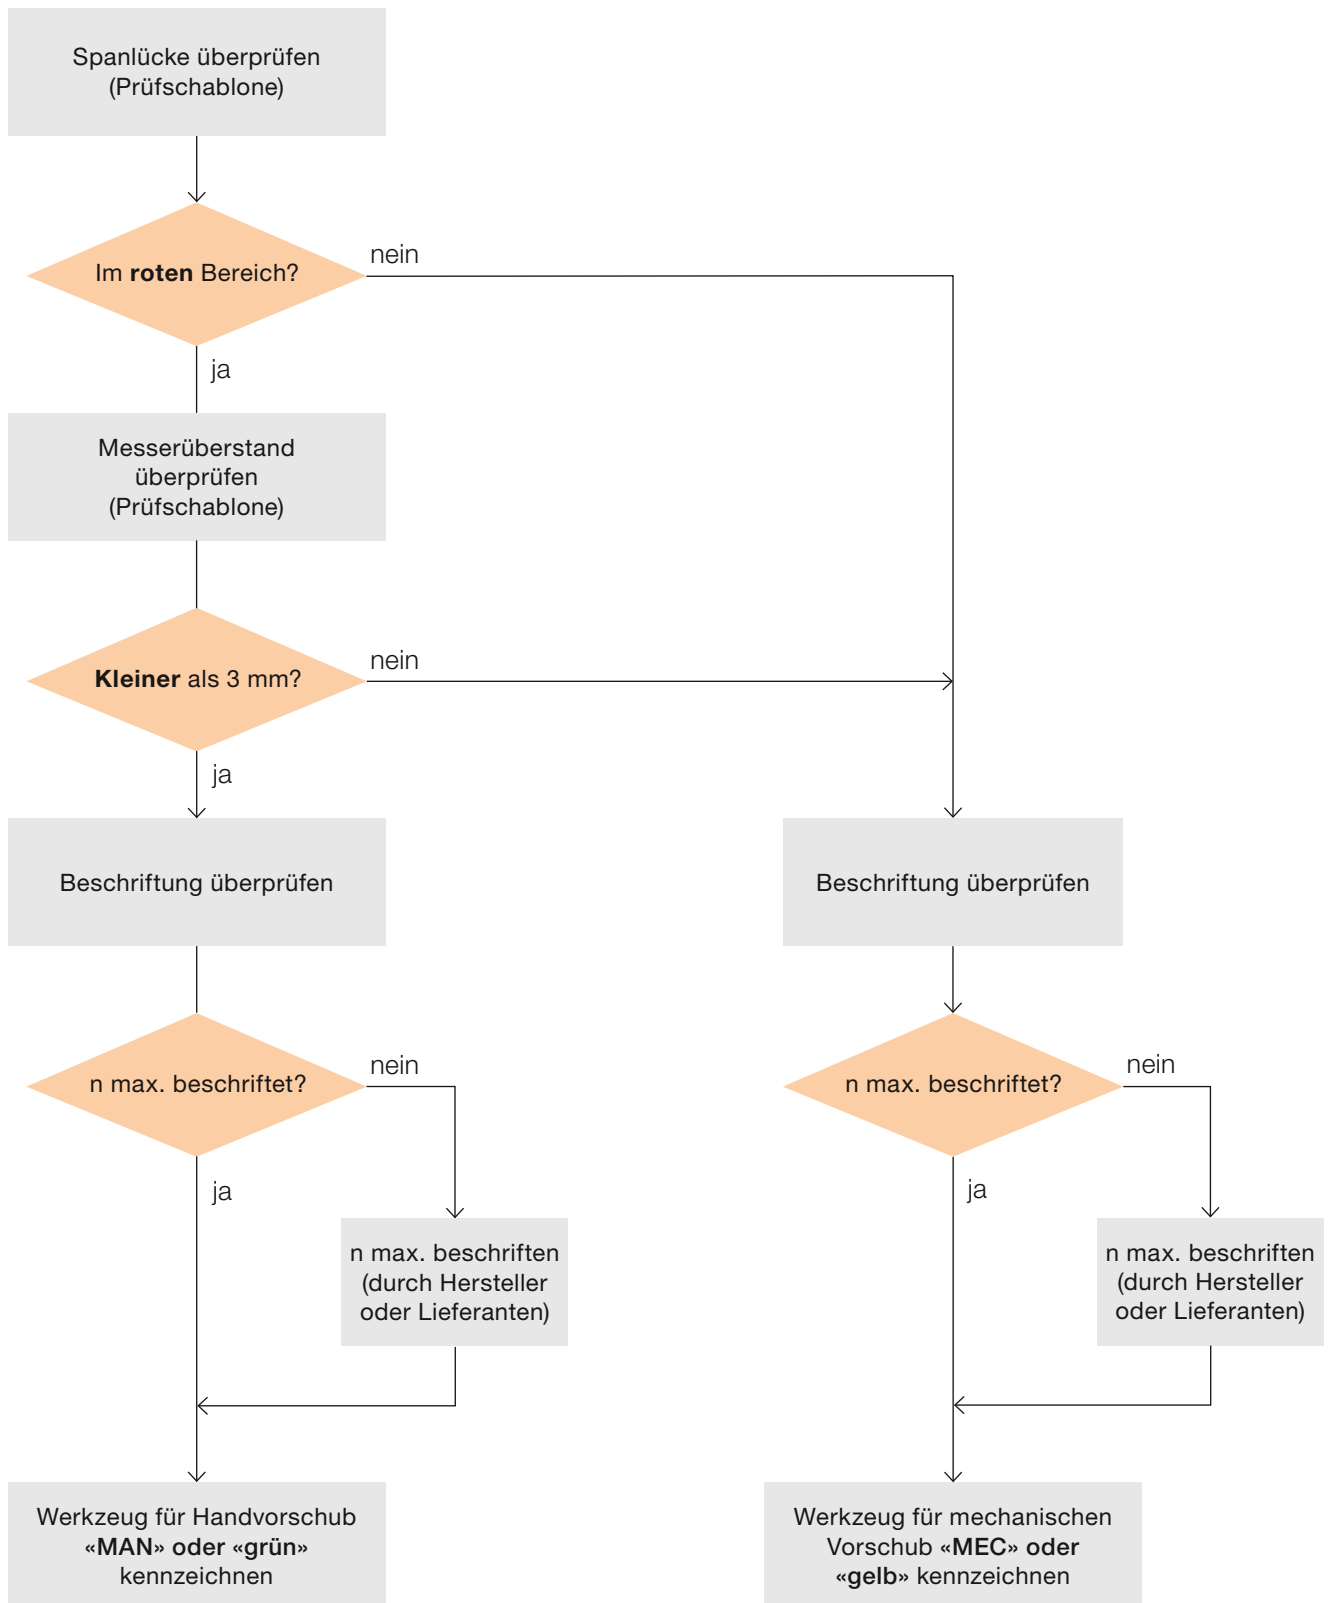 Spanlücke überprüfen
(Prüfschablone)
Im roten Bereich?
nein
ja
Messerüberstand
überprüfen
(Prüfschablone)
Kleiner als 3 mm?
nein
ja
Beschriftung überprüfen
Beschriftung überprüfen
n max. beschriftet?
nein
ja
n max. beschriften
(durch Hersteller
oder Lieferanten)
n max. beschriftet?
nein
ja
n max. beschriften
(durch Hersteller
oder Lieferanten)
Werkzeug für Handvorschub
«MAN» oder «grün»
kennzeichnen
Werkzeug für mechanischen
Vorschub «MEC» oder
«gelb» kennzeichnen